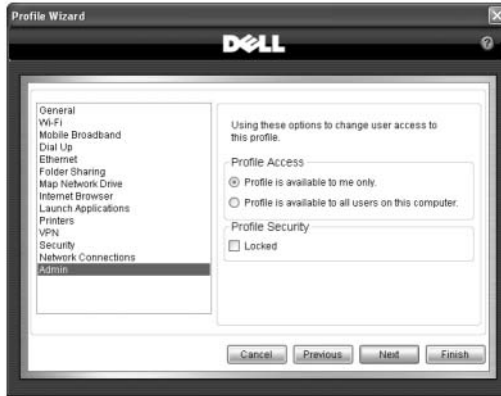 Profile Wizard
DELL
General
Wi-Fi
Mobile Broadband
Dial Up
Ethernet
Folder Sharing
Map Network Drive
Internet Browser
Launch Applications
Printers
VPN
Security
Network Connections
Admin
Using these options to change user access to
this profile.
Profile Access
Profile is available to me only.
Profile is available to all users on this computer.
Profile Security
Locked
Cancel
Previous
Next
Finish